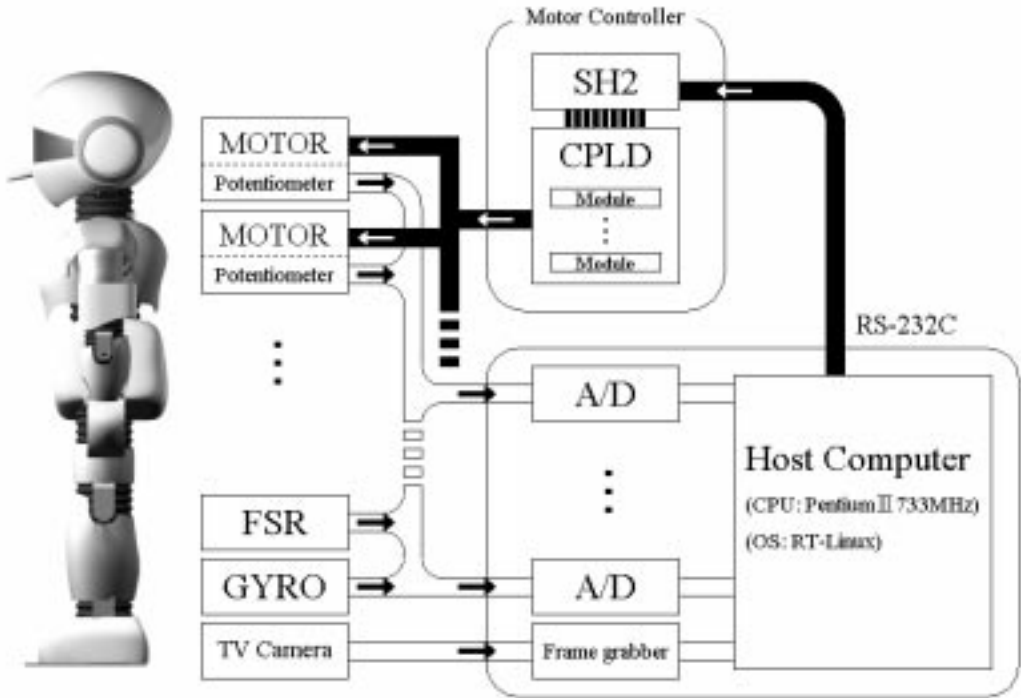 Motor Controller
SH2
CPLD
Module
Module
MOTOR
Potentiometer
MOTOR
Potentiometer
RS-232C
A/D
Host Computer
(CPU: Pentium Ⅱ 733MHz)
(OS: RT-Linux)
FSR
GYRO
A/D
TV Camera
Frame grabber